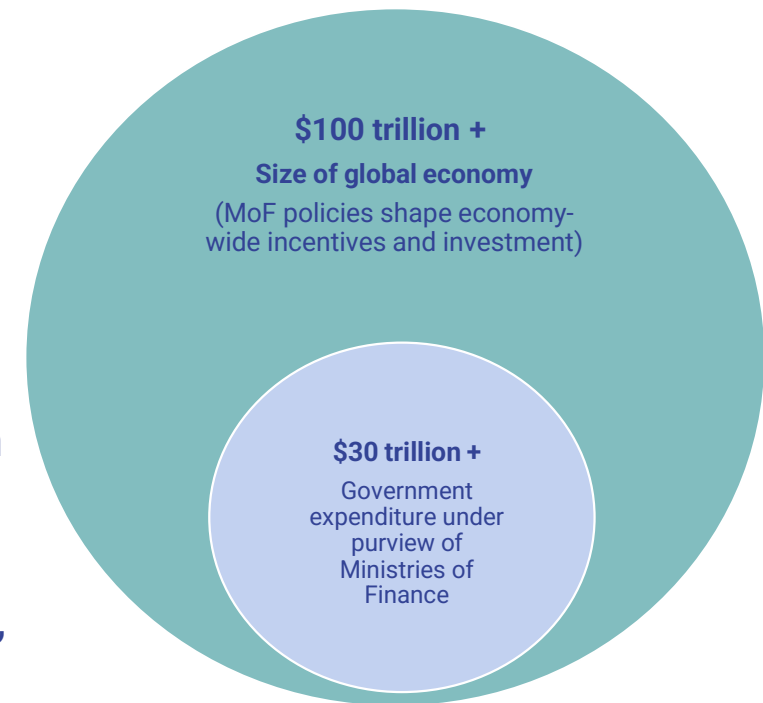 $100 trillion +
Size of global economy
(MoF policies shape economy-
wide incentives and investment)
$30 trillion +
Government
expenditure under
purview of
Ministries of
Finance